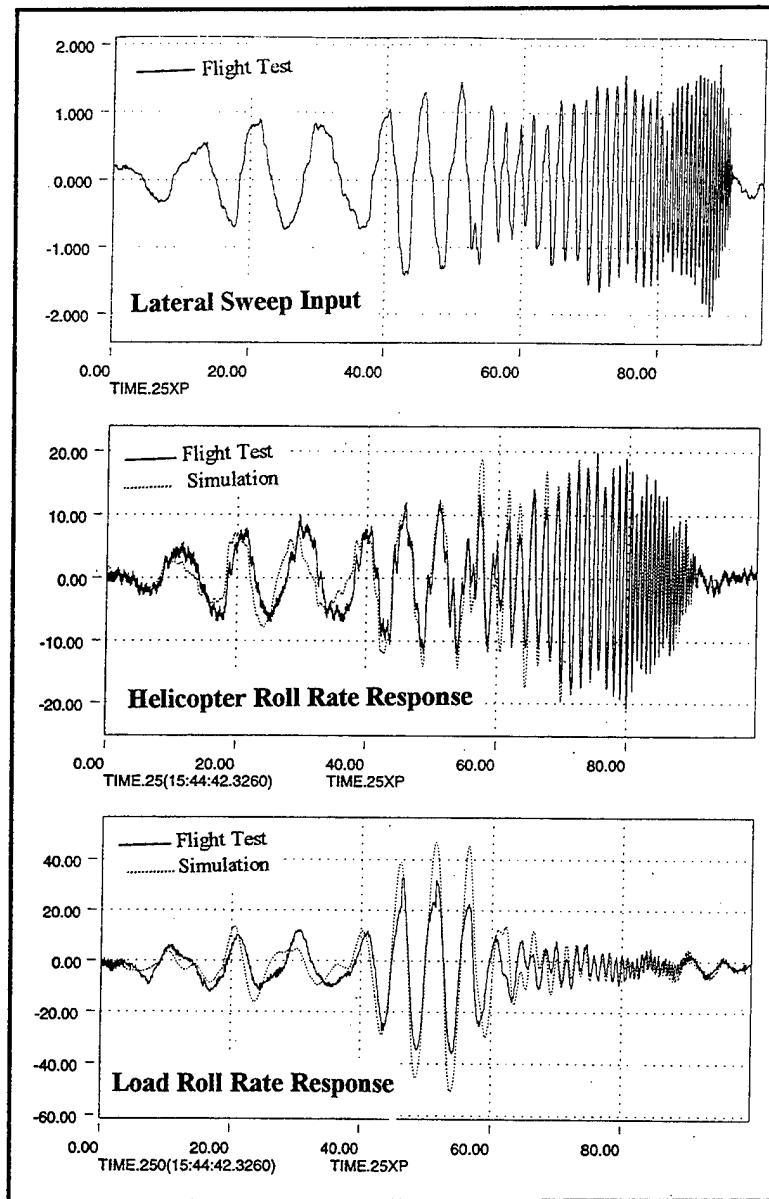 2.000
Flight Test
1.000
0.000
-1.000
Lateral Sweep Input
-2.000
0.00 20.00 40.00 60.00 80.00
TIME.25XP
20.00
Flight Test
Simulation
10.00
0.00
-10.00
Helicopter Roll Rate Response
-20.00
0.00 20.00 40.00 60.00 80.00
TIME.25(15:44:42.3260) TIME.25XP
Flight Test
40.00
Simulation
20.00
0.00
-20.00
-40.00
Load Roll Rate Response
-60.00
0.00 20.00 40.00 60.00 80.00
TIME.250(15:44:42.3260) TIME.25XP